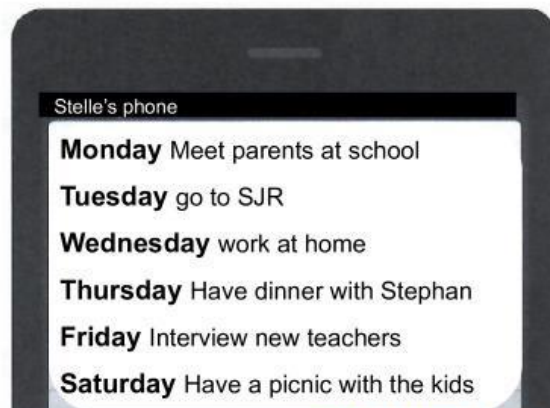 Stelle's phone
Monday Meet parents at school
Tuesday go to SJR
Wednesday work at home
Thursday Have dinner with Stephan
Friday Interview new teachers
Saturday Have a picnic with the kids